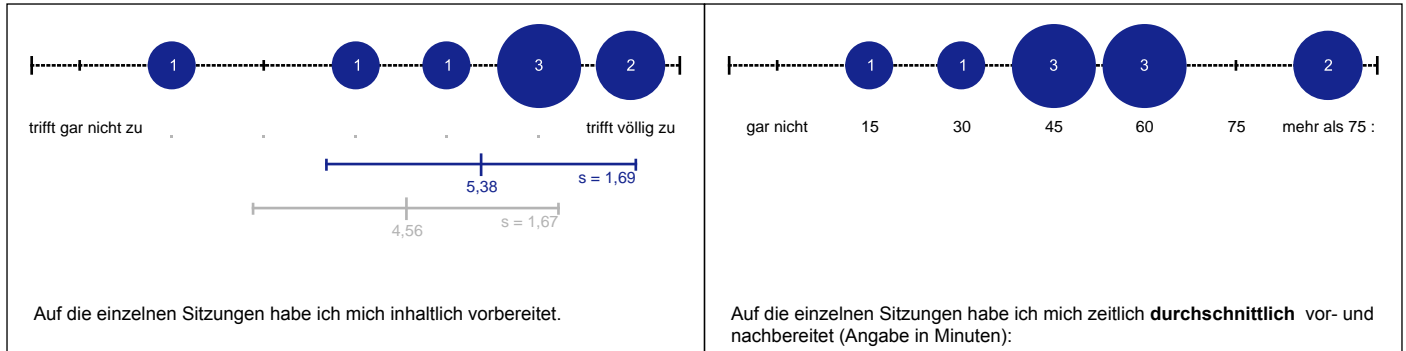 1 1 1 3 2
trifft gar nicht zu trifft völlig zu
5,38 s = 1,69
4,56 s = 1,67
Auf die einzelnen Sitzungen habe ich mich inhaltlich vorbereitet.
1 1 3 3 2
gar nicht 15 30 45 60 75 mehr als 75 :
Auf die einzelnen Sitzungen habe ich mich zeitlich durchschnittlich vor- und
nachbereitet (Angabe in Minuten):